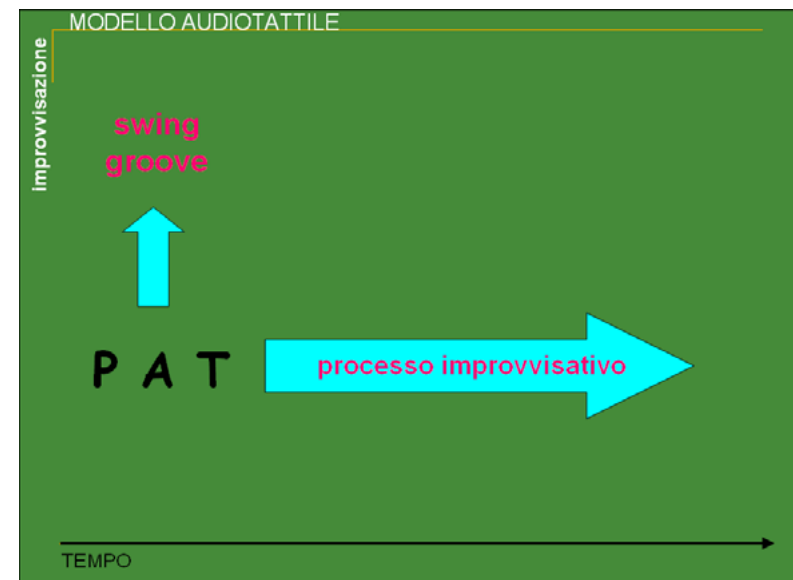 MODELLO AUDIOTATTILE
improvvisazione
swing
groove
P A T
processo improvvisativo
TEMPO